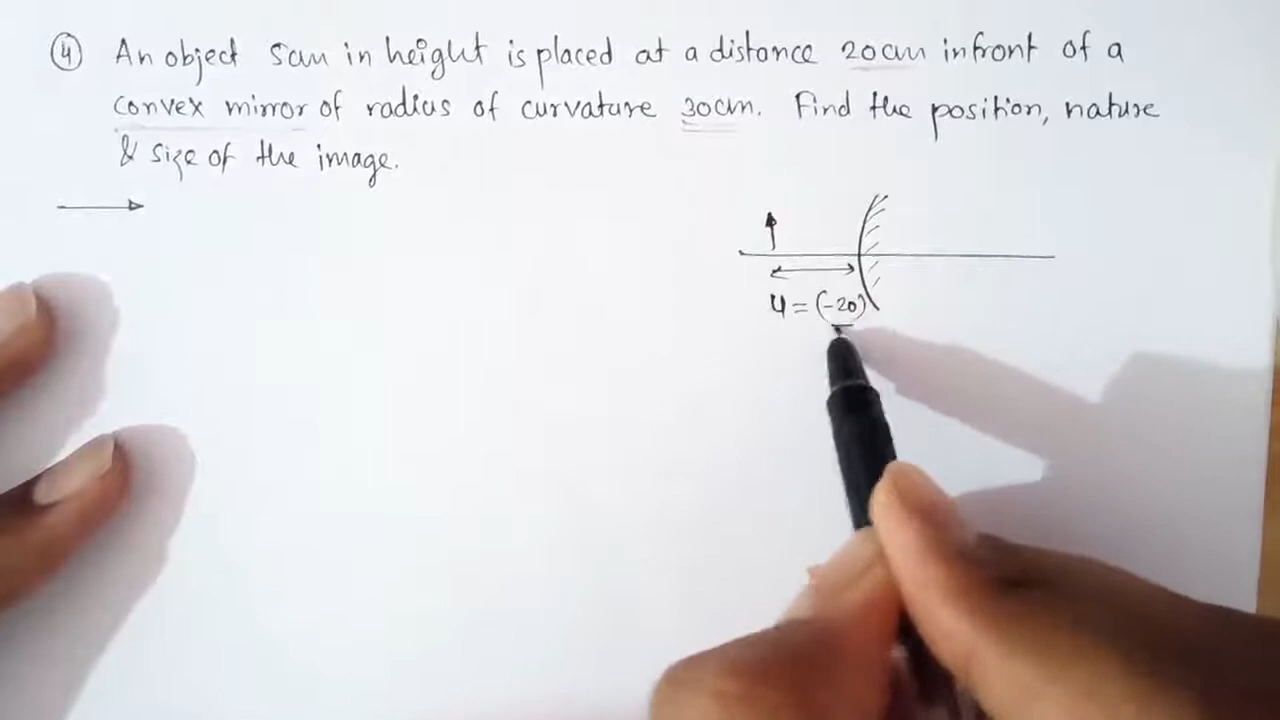 ④ An object 5cm in height is placed at a distance 20cm infront of a
convex mirror of radius of curvature 30cm. Find the position, nature
& size of the image.
u = (-20)